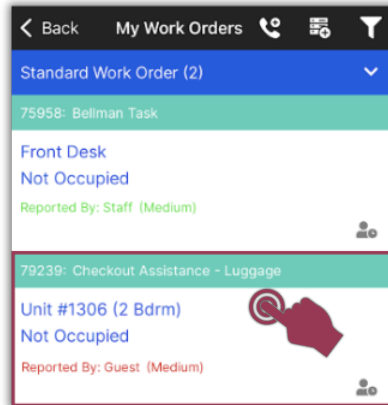 Back My Work Orders
Standard Work Order (2)
75958: Bellman Task
Front Desk
Not Occupied
Reported By: Staff (Medium)
79239: Checkout Assistance - Luggage
Unit #1306 (2 Bdrm)
Not Occupied
Reported By: Guest (Medium)